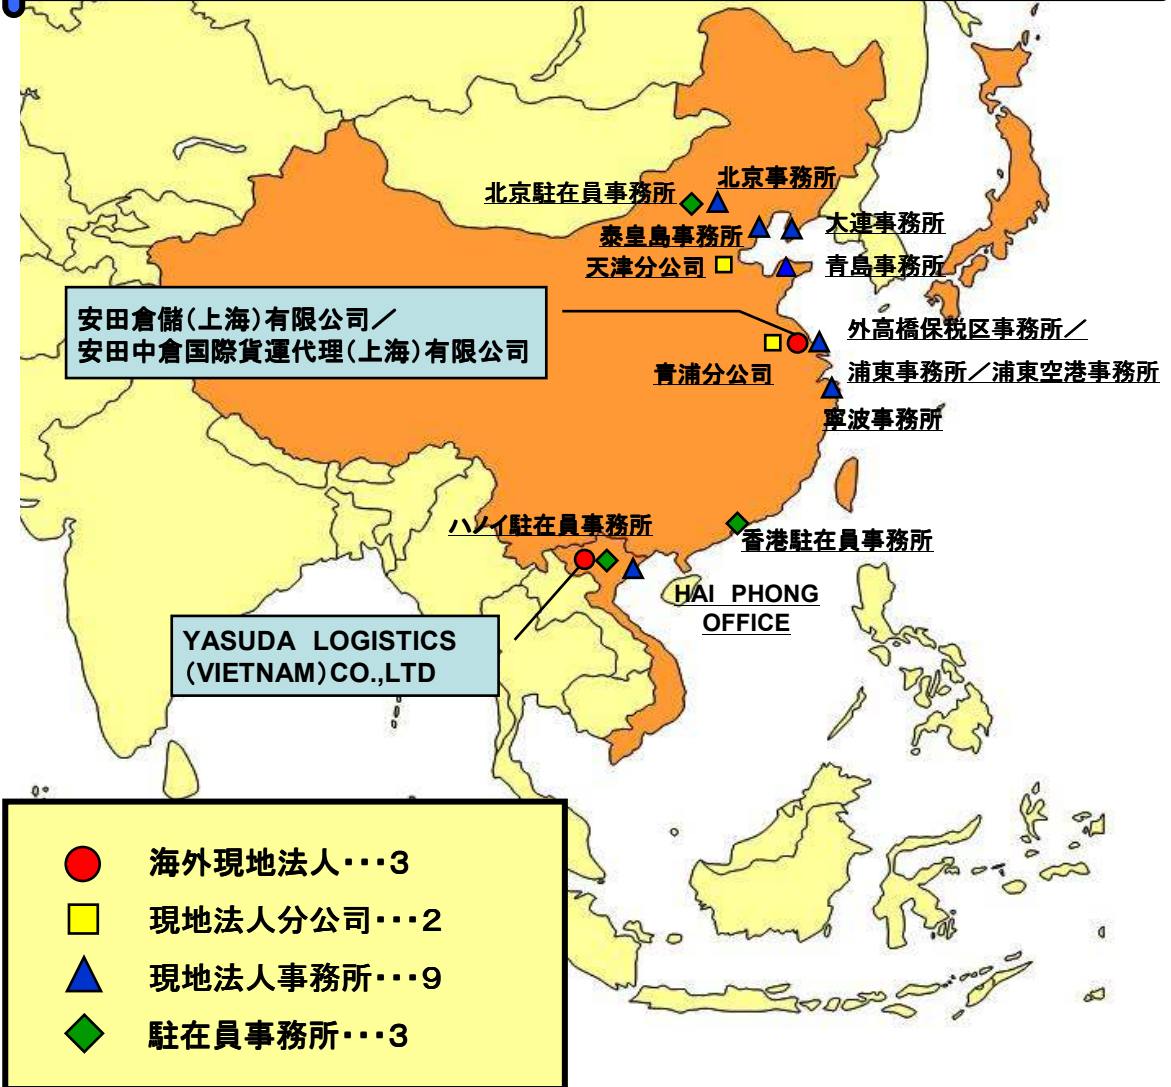 北京事務所
北京駐在員事務所
大連事務所
泰皇島事務所
天津分公司
青島事務所
安田倉儲(上海)有限公司／
安田中倉国際貨運代理(上海)有限公司
外高橋保税区事務所／
浦東事務所／浦東空港事務所
青浦分公司
寧波事務所
ハノイ駐在員事務所
香港駐在員事務所
HAI PHONG
OFFICE
YASUDA LOGISTICS
(VIETNAM)CO.,LTD
海外現地法人･･･3
現地法人分公司･･･2
現地法人事務所･･･9
駐在員事務所･･･3